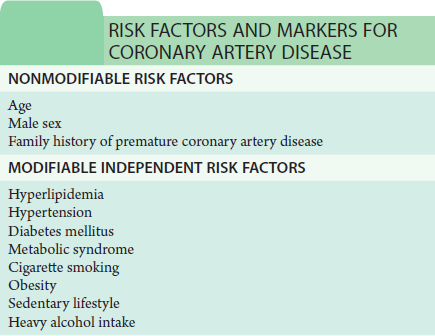 RISK FACTORS AND MARKERS FOR
CORONARY ARTERY DISEASE
NONMODIFIABLE RISK FACTORS
Age
Male sex
Family history of premature coronary artery disease
MODIFIABLE INDEPENDENT RISK FACTORS
Hyperlipidemia
Hypertension
Diabetes mellitus
Metabolic syndrome
Cigarette smoking
Obesity
Sedentary lifestyle
Heavy alcohol intake